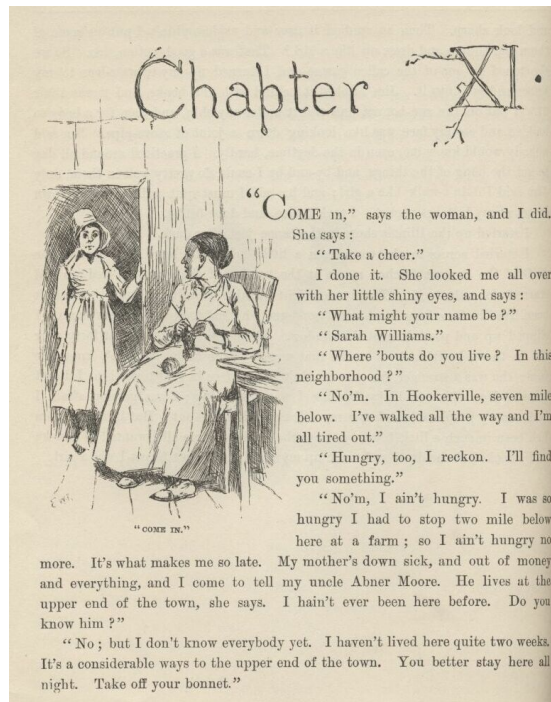 Chapter XI.
"COME IN," says the woman, and I did.
She says :
"Take a cheer."
I done it. She looked me all over
with her little shiny eyes, and says :
"What might your name be ?"
"Sarah Williams."
"Where 'bouts do you live ? In this
neighborhood ?"
"No'm. In Hookerville, seven mile
below. I've walked all the way and I'm
all tired out."
"Hungry, too, I reckon. I'll find
you something."
"No'm, I ain't hungry. I was so
hungry I had to stop two mile below
here at a farm ; so I ain't hungry no
"COME IN."
more. It's what makes me so late. My mother's down sick, and out of money
and everything, and I come to tell my uncle Abner Moore. He lives at the
upper end of the town, she says. I hain't ever been here before. Do you
know him ?"
"No ; but I don't know everybody yet. I haven't lived here quite two weeks.
It's a considerable ways to the upper end of the town. You better stay here all
night. Take off your bonnet."